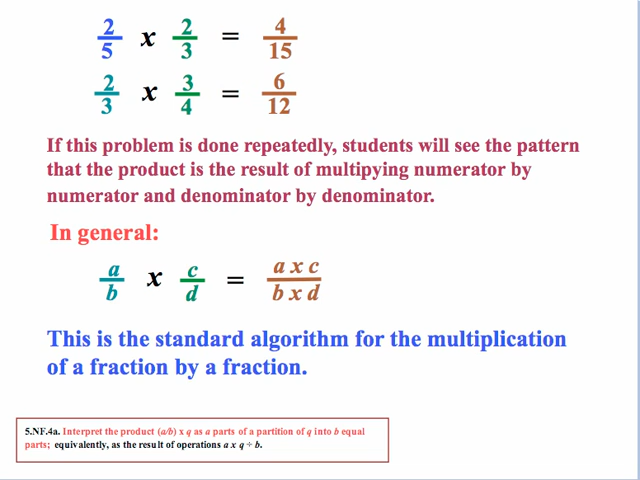 2/5 x 2/3 = 4/15
2/3 x 3/4 = 6/12
If this problem is done repeatedly, students will see the pattern
that the product is the result of multipying numerator by
numerator and denominator by denominator.
In general:
a/b x c/d = a x c/b x d
This is the standard algorithm for the multiplication
of a fraction by a fraction.
5.NF.4a. Interpret the product (a/b) x q as a parts of a partition of q into b equal
parts; equivalently, as the result of operations a x q ÷ b.